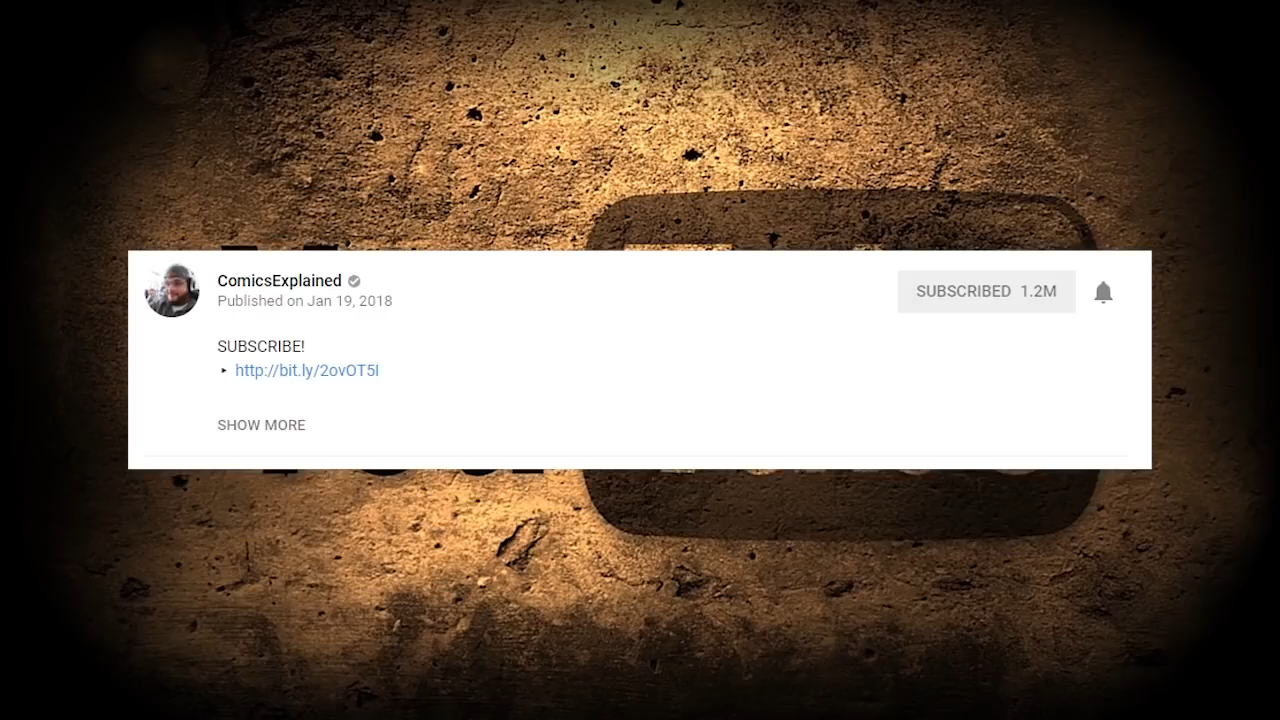 ComicsExplained
Published on Jan 19, 2018
SUBSCRIBED 1.2M
SUBSCRIBE!
‣ http://bit.ly/2ovOT5I
SHOW MORE